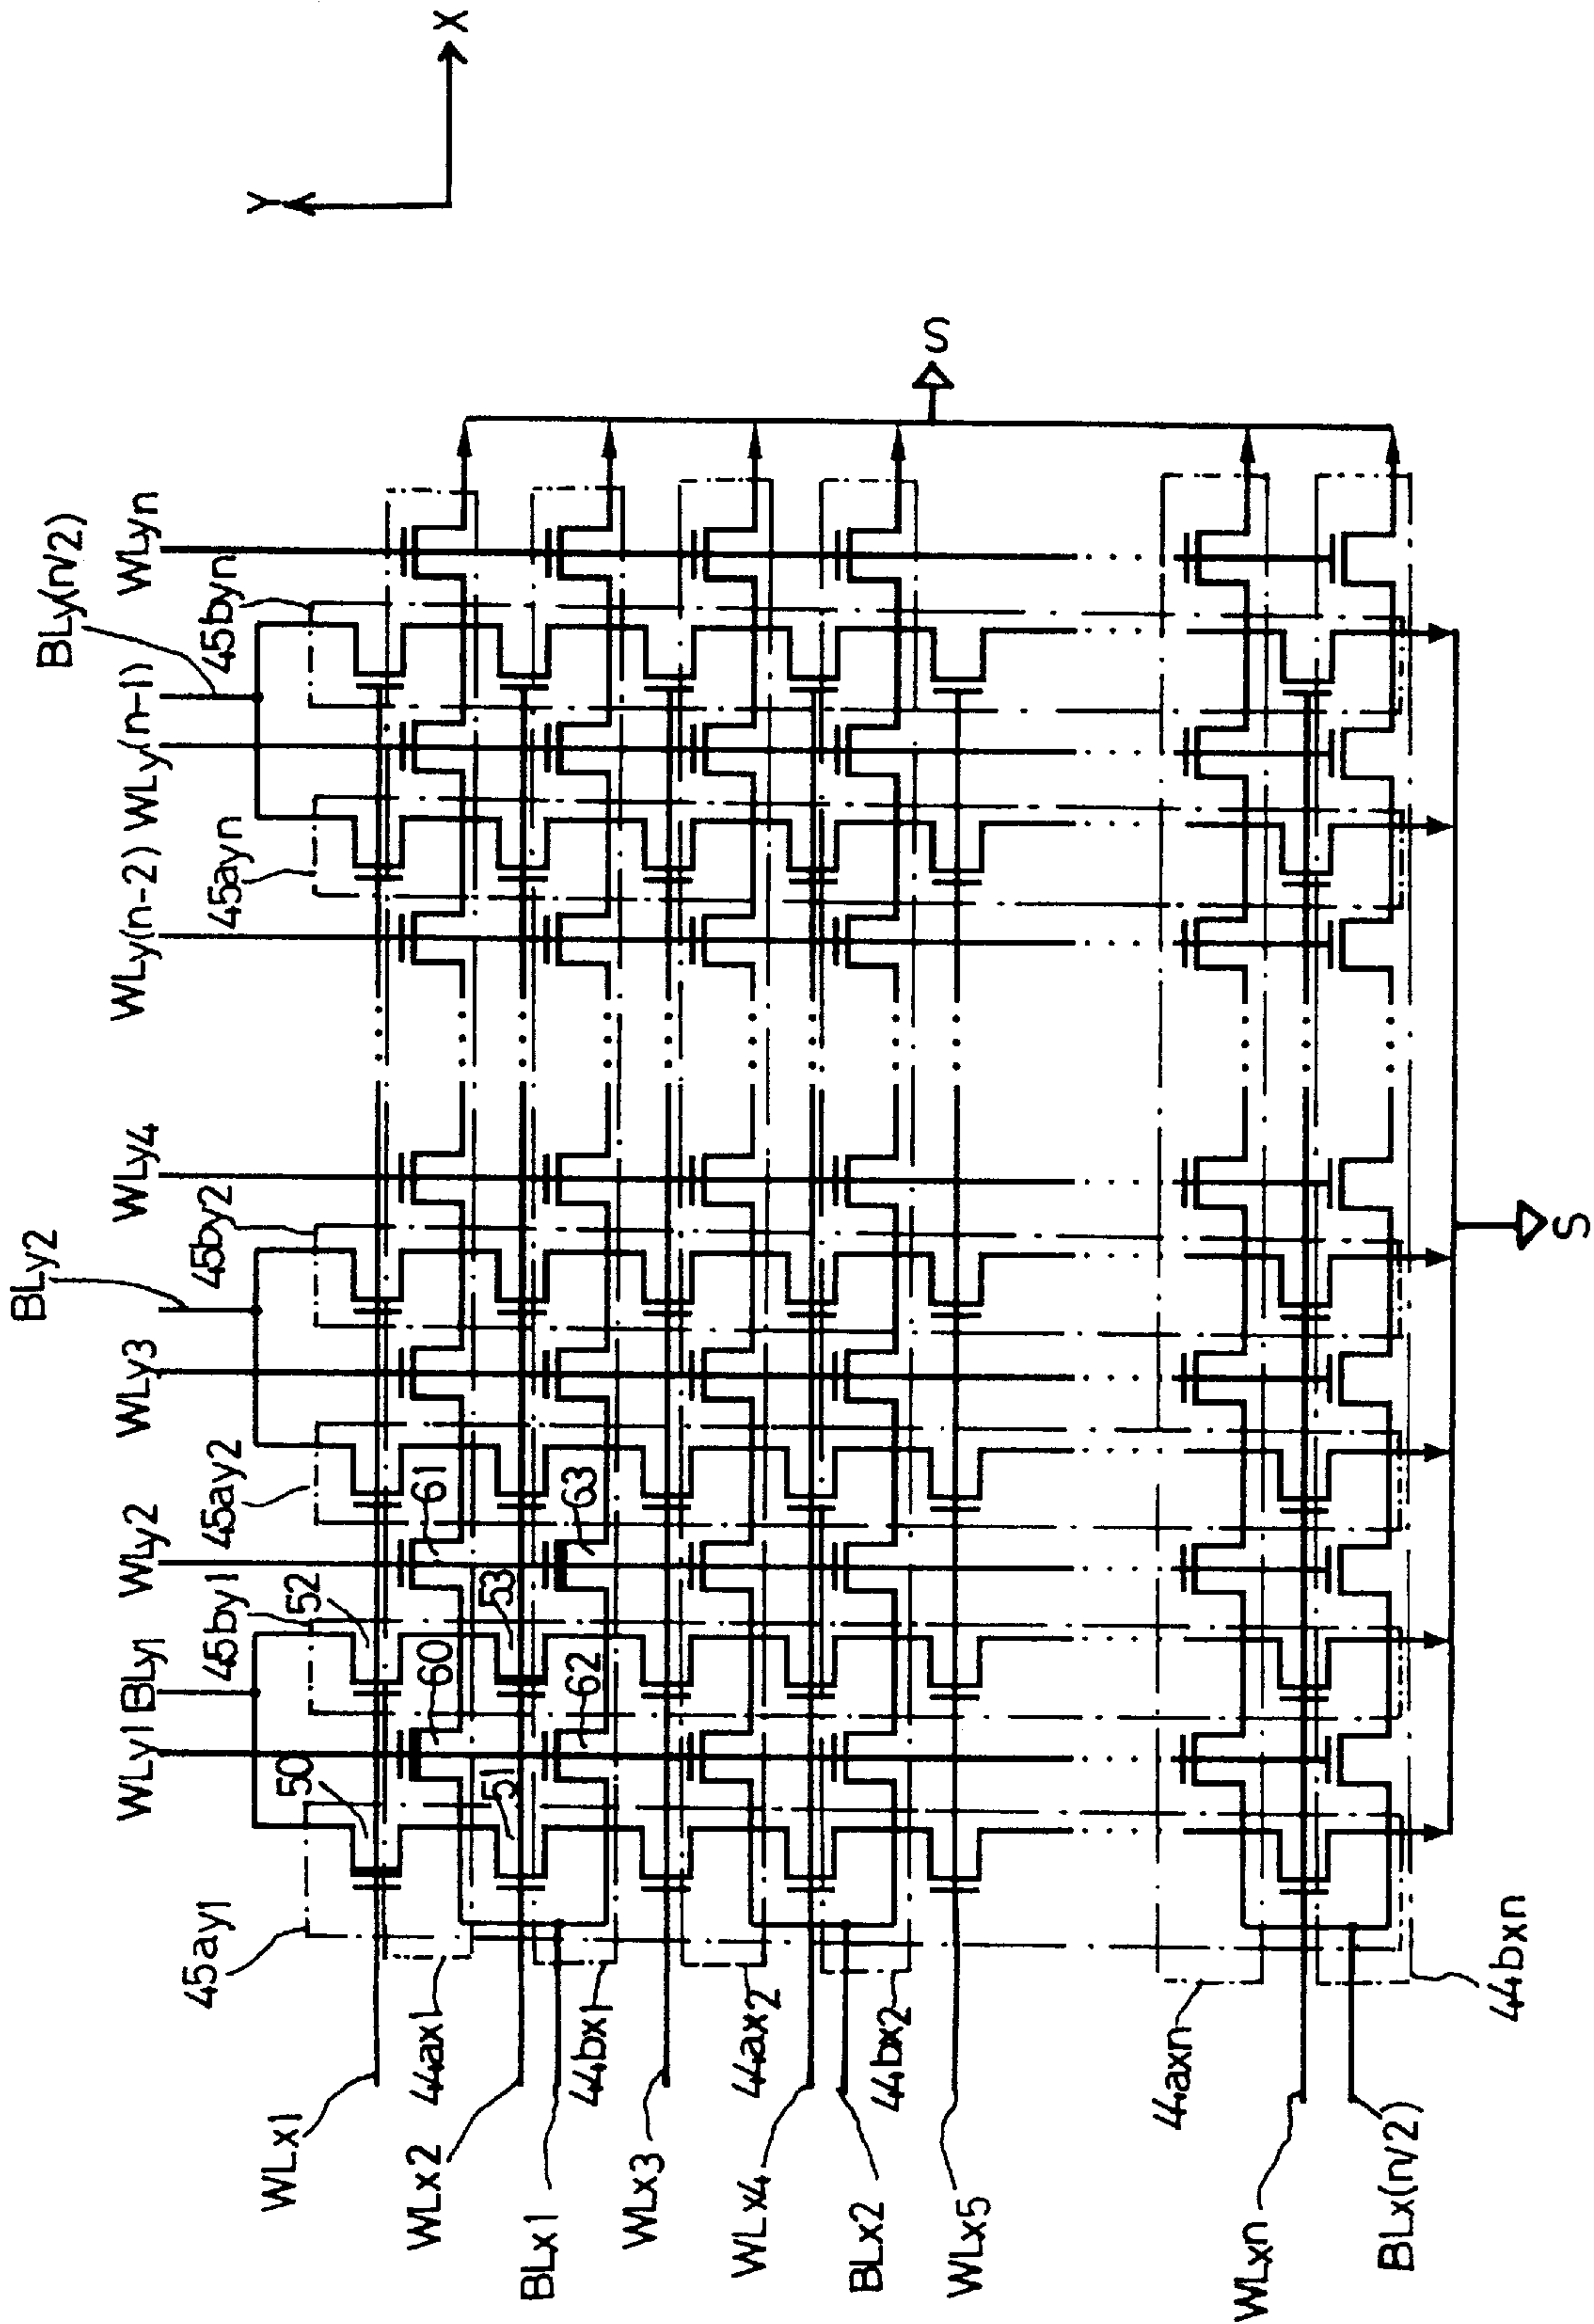 X
Y
S
WLyn
BLy(n/2)
45byn
WLy(n-1)
45ayn
WLy(n-2)
WLy4
45by2
BLy2
WLy3
45ay2
WLy2
45by1
BLy1
WLy1
45ay1
52
50
61
60
53
51
63
62
S
WLx1
44ax1
WLx2
BLx1
44bx1
WLx3
44ax2
WLx4
BLx2
44bx2
WLx5
44axn
WLxn
BLx(n/2)
44bxn